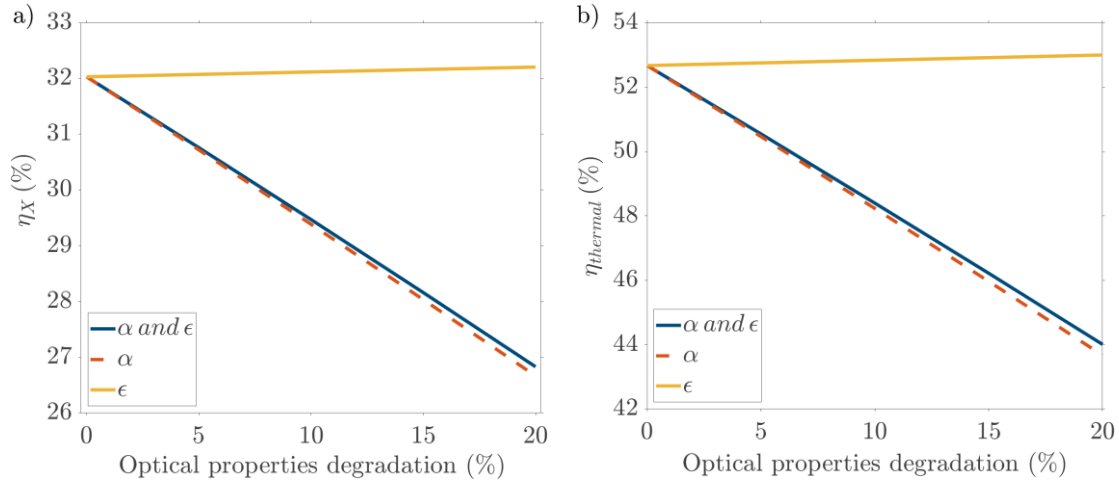 a)
33
32
31
30
29
28
27
26
η_X (%)
α and ϵ
α
ϵ
0 5 10 15 20
Optical properties degradation (%)
b)
54
52
50
48
46
44
42
η_thermal (%)
α and ϵ
α
ϵ
0 5 10 15 20
Optical properties degradation (%)